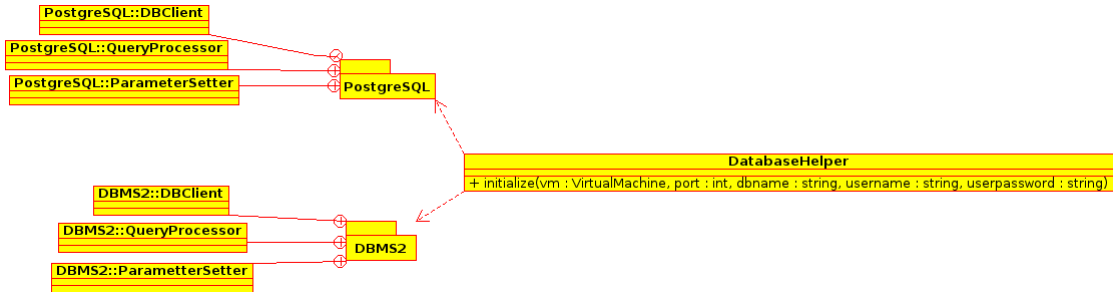 PostgreSQL::DBClient
PostgreSQL::QueryProcessor
PostgreSQL::ParameterSetter
PostgreSQL
DatabaseHelper
+ initialize(vm : VirtualMachine, port : int, dbname : string, username : string, userpassword : string)
DBMS2::DBClient
DBMS2::QueryProcessor
DBMS2
DBMS2::ParametterSetter